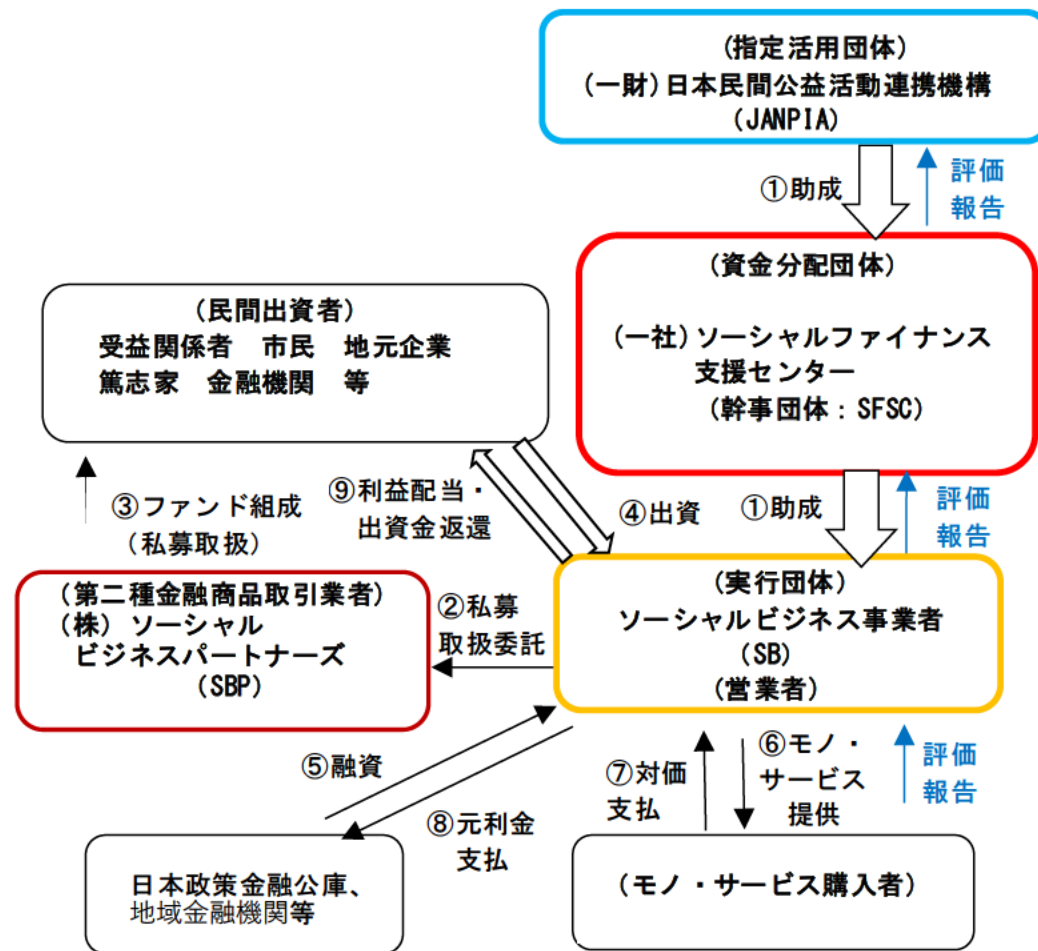 (指定活用団体)
(一財)日本民間公益活動連携機構
(JANPIA)
①助成
評価
報告
(資金分配団体)
(一社)ソーシャルファイナンス
支援センター
(幹事団体：SFSC)
(民間出資者)
受益関係者　市民　地元企業
篤志家　金融機関　等
③ファンド組成
(私募取扱)
⑨利益配当・
出資金返還
④出資
①助成
評価
報告
(第二種金融商品取引業者)
(株) ソーシャル
ビジネスパートナーズ
(SBP)
②私募
取扱委託
(実行団体)
ソーシャルビジネス事業者
(SB)
(営業者)
⑤融資
⑧元利金
支払
⑦対価
支払
⑥モノ・
サービス
提供
評価
報告
日本政策金融公庫、
地域金融機関等
(モノ・サービス購入者)